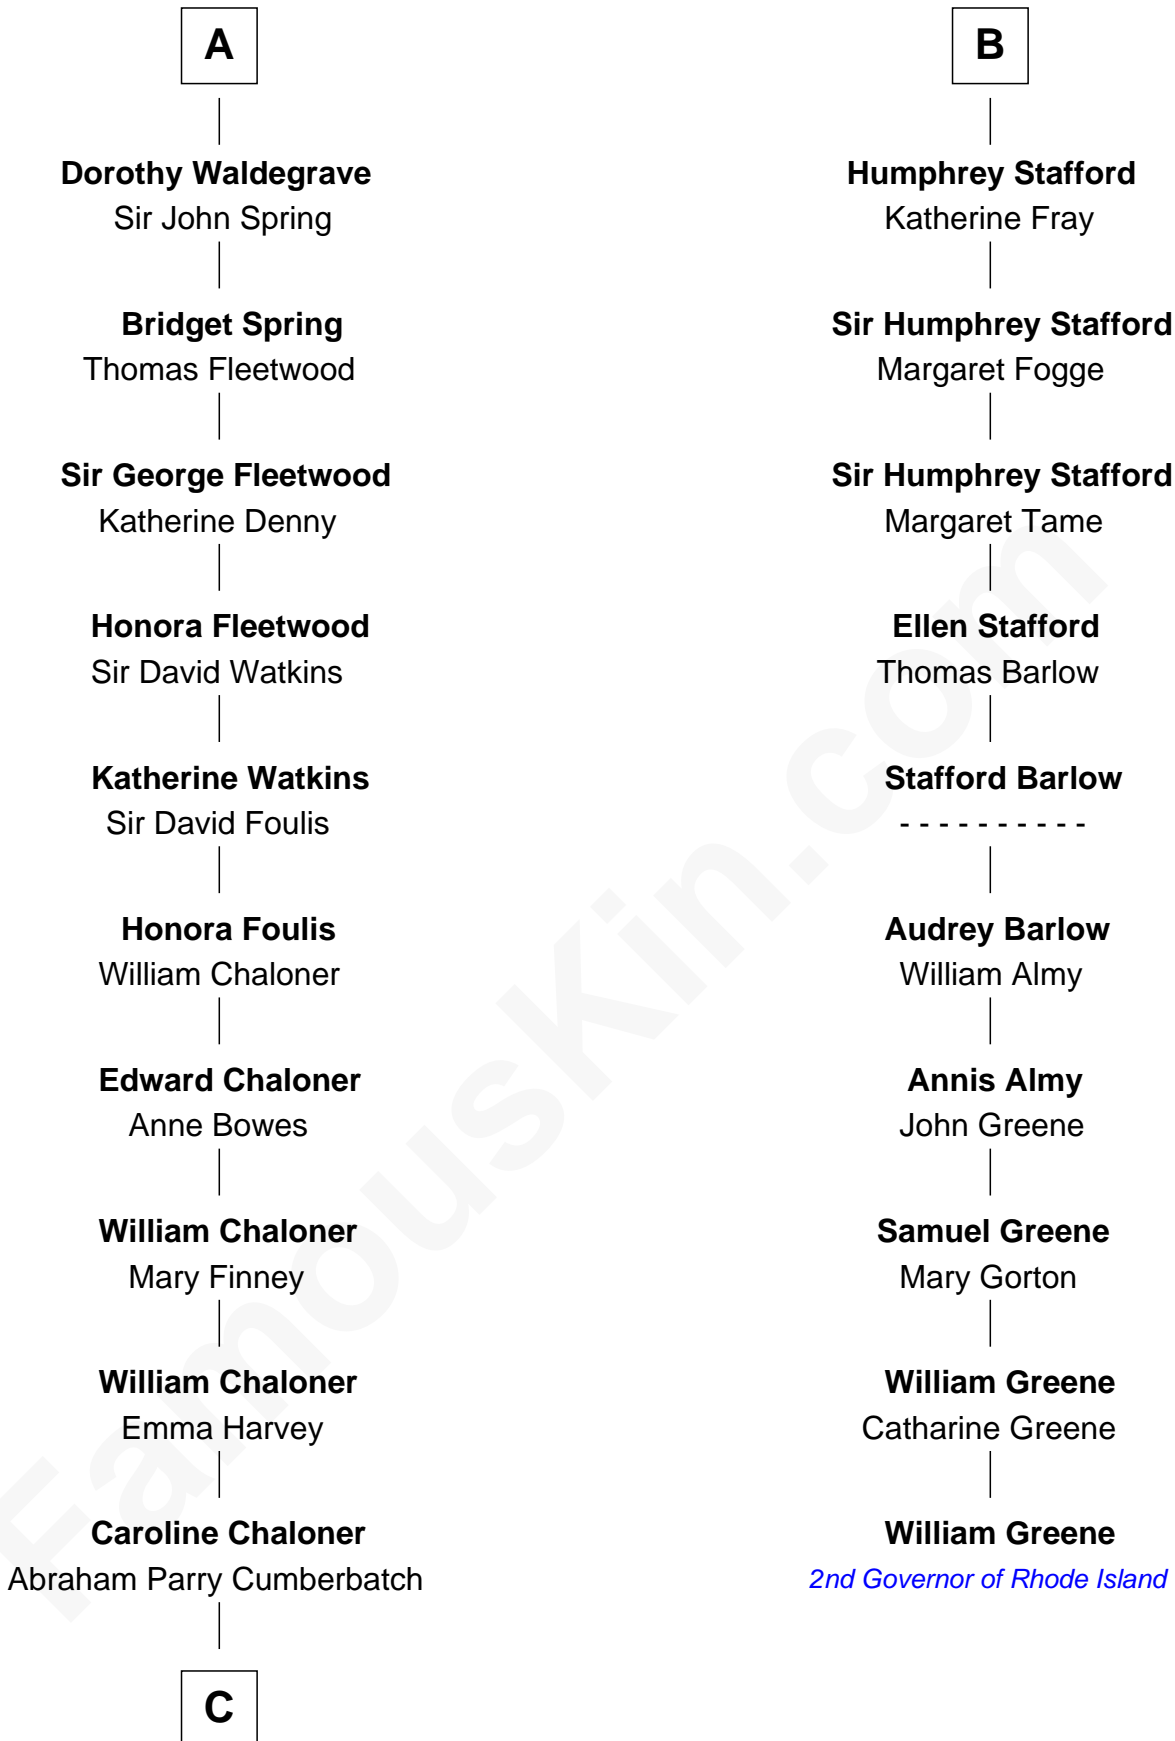 A
Dorothy Waldegrave
Sir John Spring
Bridget Spring
Thomas Fleetwood
Sir George Fleetwood
Katherine Denny
Honora Fleetwood
Sir David Watkins
Katherine Watkins
Sir David Foulis
Honora Foulis
William Chaloner
Edward Chaloner
Anne Bowes
William Chaloner
Mary Finney
William Chaloner
Emma Harvey
Caroline Chaloner
Abraham Parry Cumberbatch
C
B
Humphrey Stafford
Katherine Fray
Sir Humphrey Stafford
Margaret Fogge
Sir Humphrey Stafford
Margaret Tame
Ellen Stafford
Thomas Barlow
Stafford Barlow
- - - - - - - - - -
Audrey Barlow
William Almy
Annis Almy
John Greene
Samuel Greene
Mary Gorton
William Greene
Catharine Greene
William Greene
2nd Governor of Rhode Island
FamousKin.com